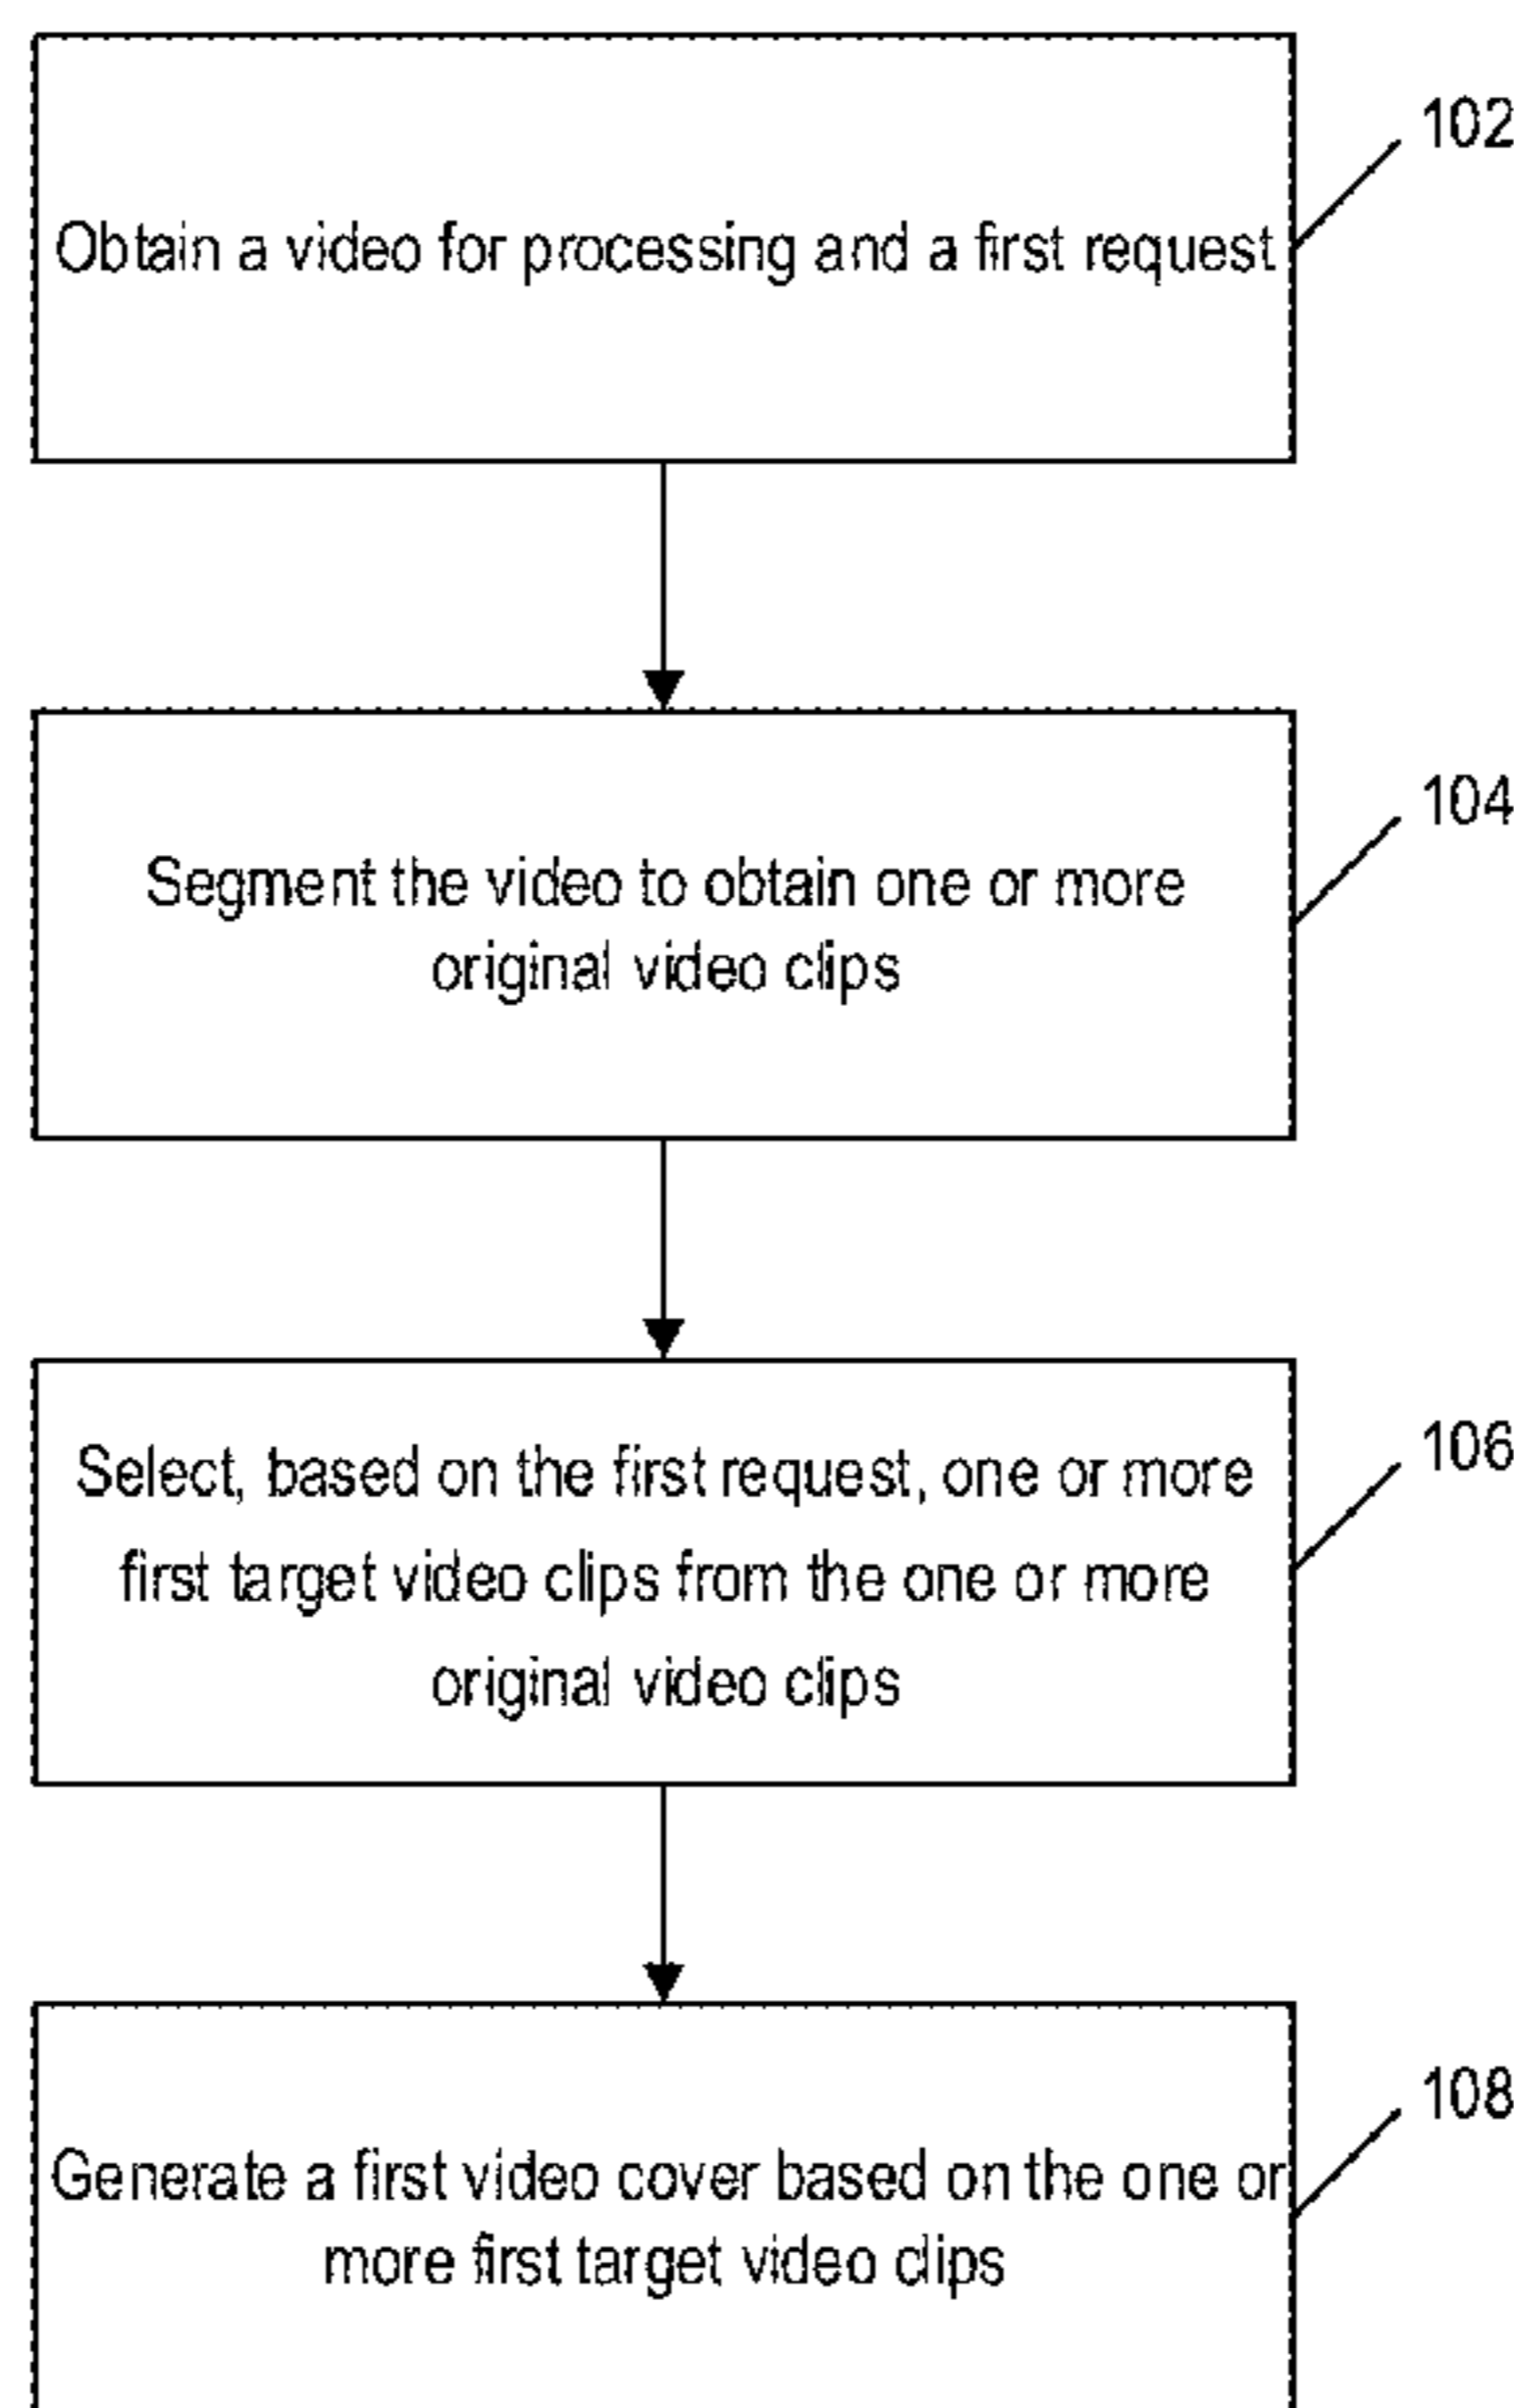 102
Obtain a video for processing and a first request
104
Segment the video to obtain one or more
original video clips
106
Select, based on the first request, one or more
first target video clips from the one or more
original video clips
108
Generate a first video cover based on the one or
more first target video clips